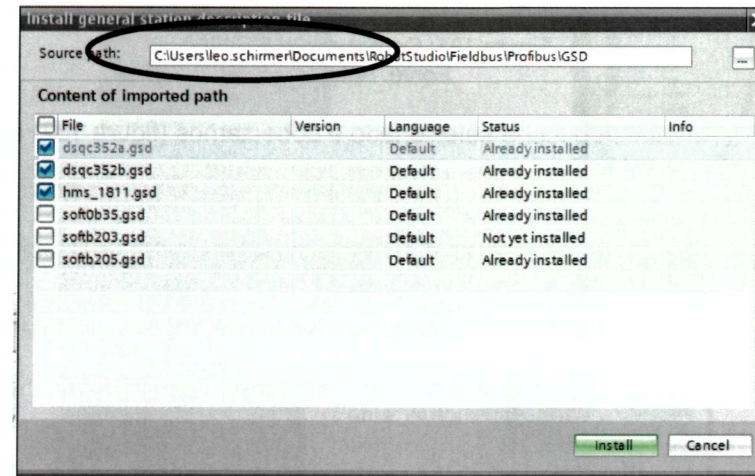 Install general station description file
Source path: C:\Users\leo.schirmer\Documents\RobotStudio\Fieldbus\Profibus\GSD ...
Content of imported path
File Version Language Status Info
dsqc352a.gsd Default Already installed
dsqc352b.gsd Default Already installed
hms_1811.gsd Default Already installed
soft0b35.gsd Default Already installed
softb203.gsd Default Not yet installed
softb205.gsd Default Already installed
Install Cancel